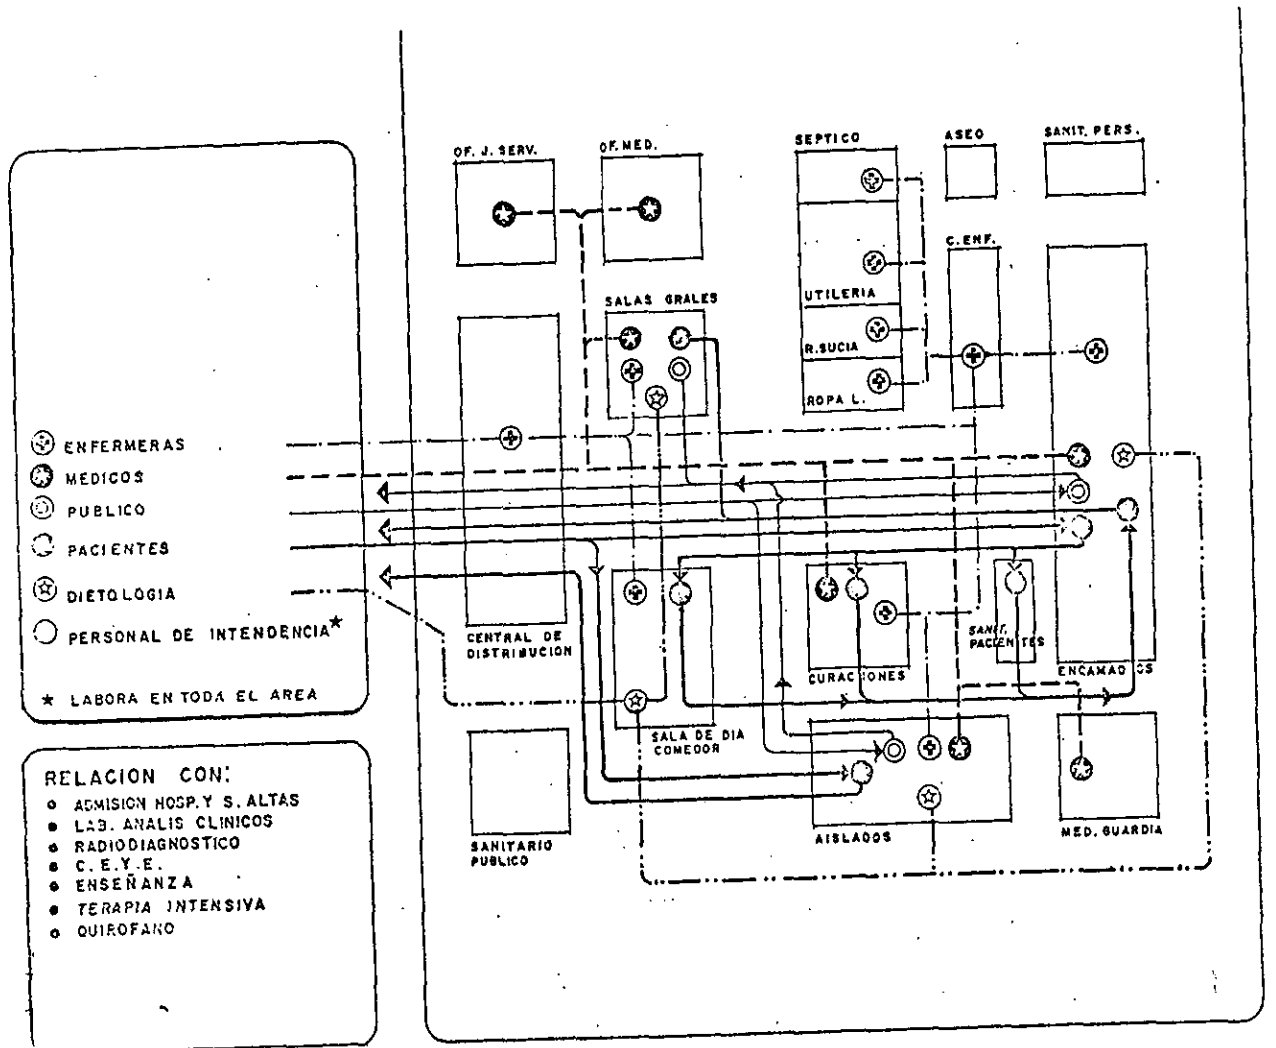 OF. J. SERV.
OF. MED.
SEPTICO
ASEO
SANIT. PERS.
C. ENF.
SALAS GRALES
UTILERIA
R. SUCIA
ROPA L.
ENFERMERAS
MEDICOS
PUBLICO
PACIENTES
DIETOLOGIA
PERSONAL DE INTENDENCIA*
* LABORA EN TODA EL AREA
CENTRAL DE
DISTRIBUCION
SANIT.
PACIENTES
CURACIONES
ENCAMADOS
SALA DE DIA
COMEDOR
SANITARIO
PUBLICO
AISLADOS
MED. GUARDIA
RELACION CON:
ADMISION HOSP. Y S. ALTAS
LAB. ANALIS CLINICOS
RADIODIAGNOSTICO
C. E. Y. E.
ENSEÑANZA
TERAPIA INTENSIVA
QUIROFANO